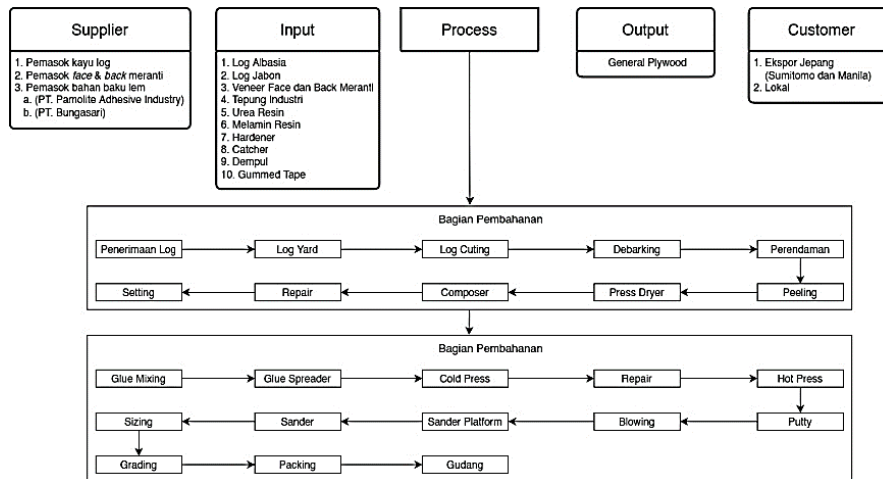 Supplier
1. Pemasok kayu log
2. Pemasok face & back meranti
3. Pemasok bahan baku lem
a. (PT. Pamolite Adhesive Industry)
b. (PT. Bungasari)
Input
1. Log Albasia
2. Log Jabon
3. Veneer Face dan Back Meranti
4. Tepung Industri
5. Urea Resin
6. Melamin Resin
7. Hardener
8. Catcher
9. Dempul
10. Gummed Tape
Process
Output
General Plywood
Customer
1. Ekspor Jepang
(Sumitomo dan Manila)
2. Lokal
Bagian Pembahanan
Penerimaan Log
Log Yard
Log Cuting
Debarking
Perendaman
Setting
Repair
Composer
Press Dryer
Peeling
Bagian Pembahanan
Glue Mixing
Glue Spreader
Cold Press
Repair
Hot Press
Sizing
Sander
Sander Platform
Blowing
Putty
Grading
Packing
Gudang